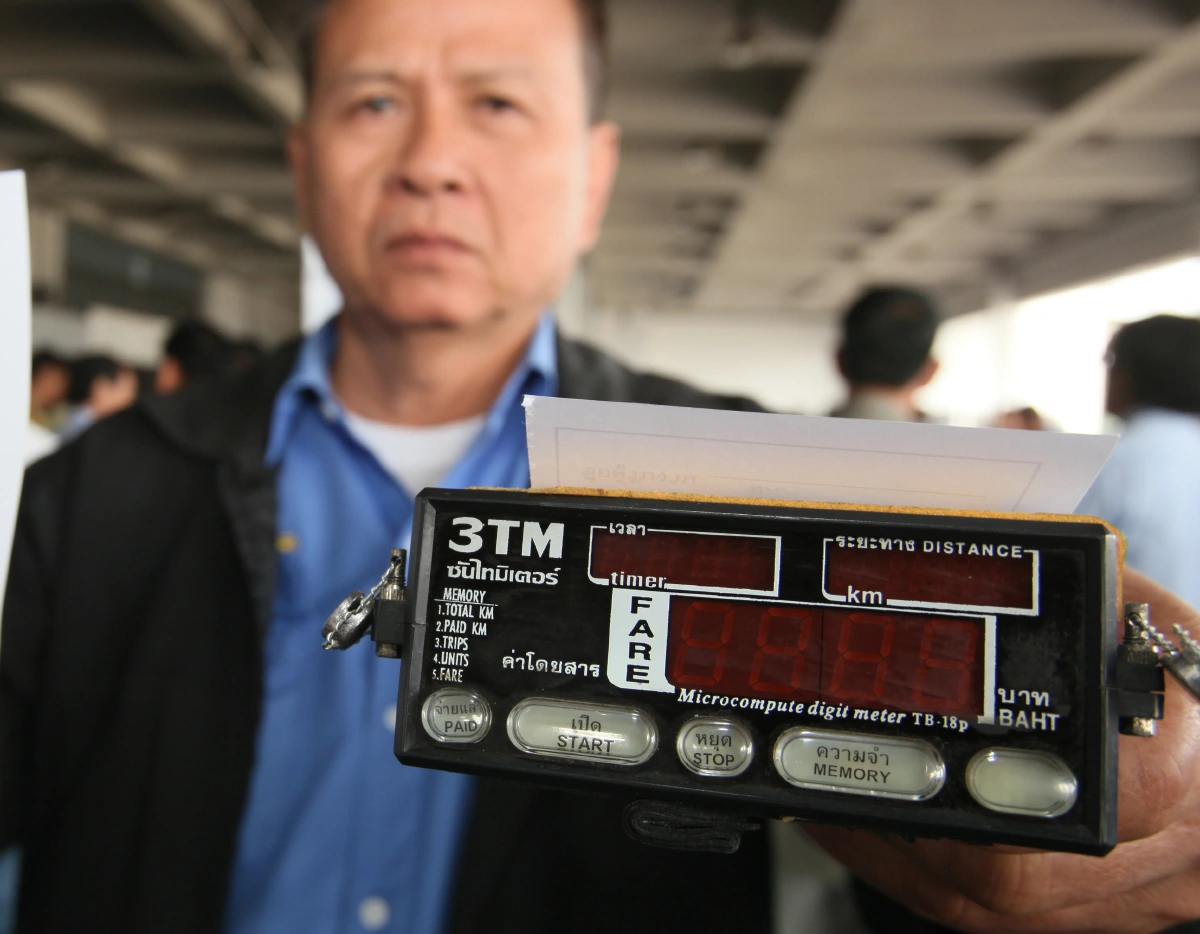 3TM
ซันไทมิเตอร์
MEMORY
1.TOTAL KM
2.PAID KM
3.TRIPS
4.UNITS
5.FARE
เวลา
timer
ระยะทาง DISTANCE
km
FARE
ค่าโดยสาร
บาท
BAHT
Microcompute digit meter TB-18p
จ่ายแล้
PAID
เปิด
START
หยุด
STOP
ความจำ
MEMORY